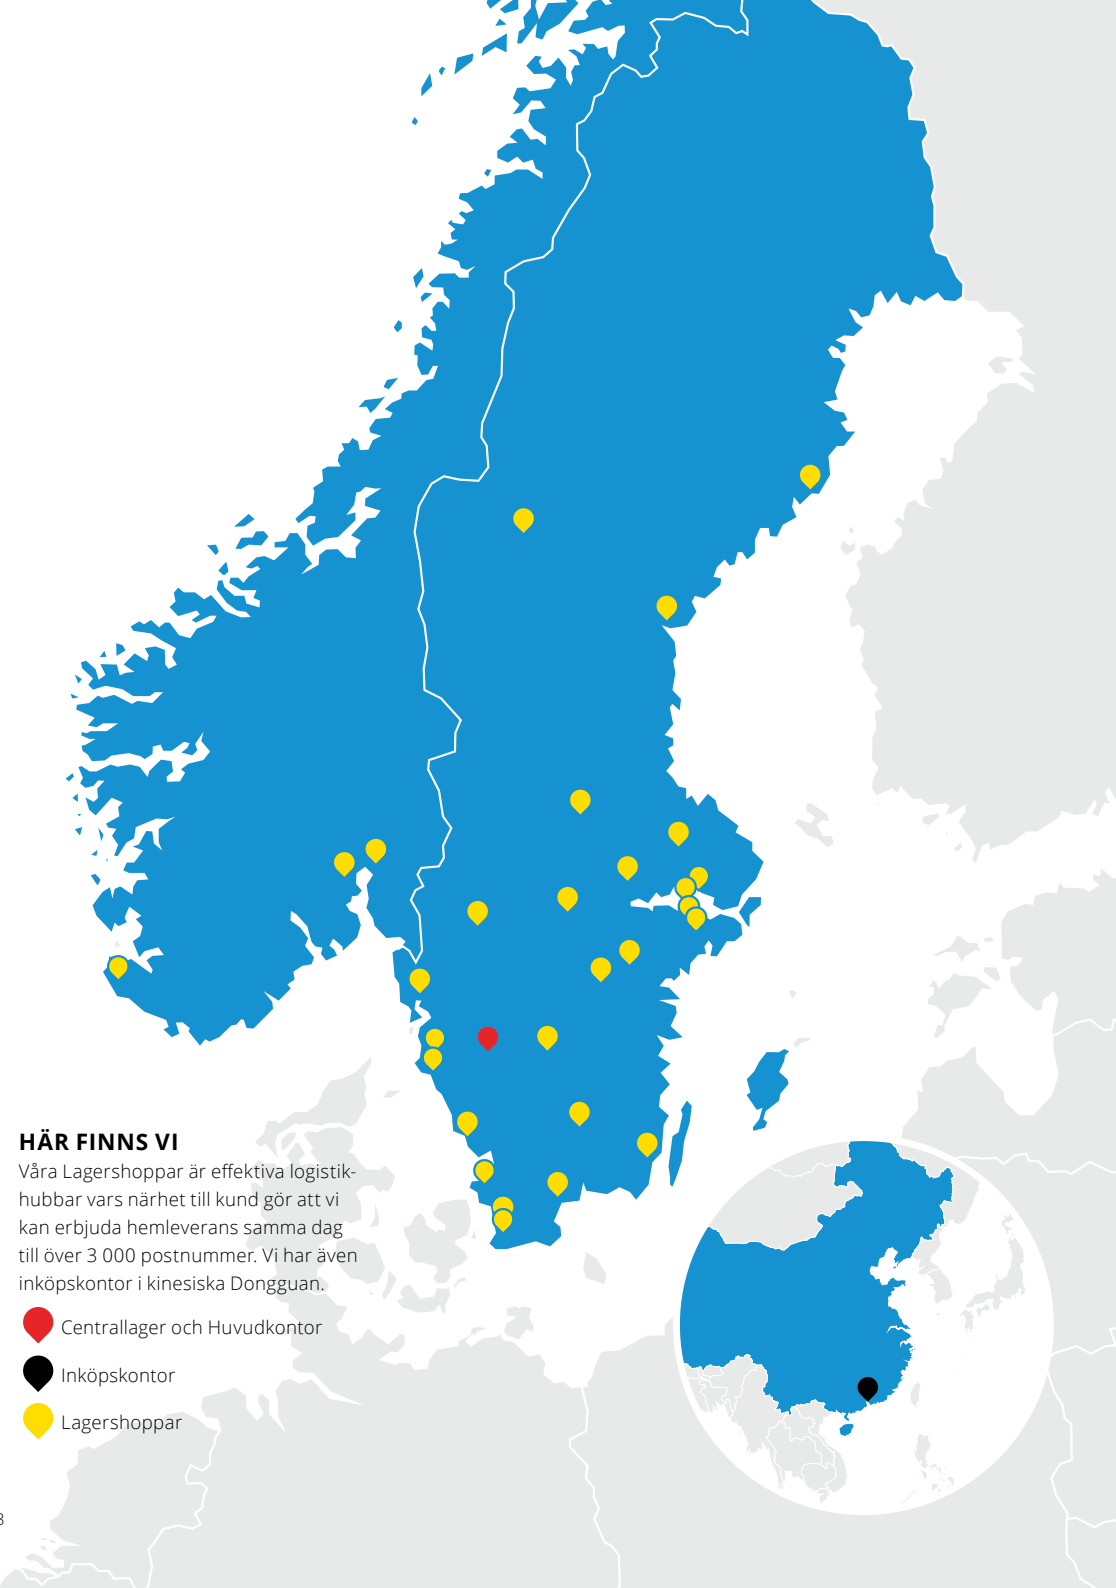 HÄR FINNS VI
Våra Lagershoppar är effektiva logistik-
hubbar vars närhet till kund gör att vi
kan erbjuda hemleverans samma dag
till över 3 000 postnummer. Vi har även
inköpskontor i kinesiska Dongguan.
Centrallager och Huvudkontor
Inköpskontor
Lagershoppar